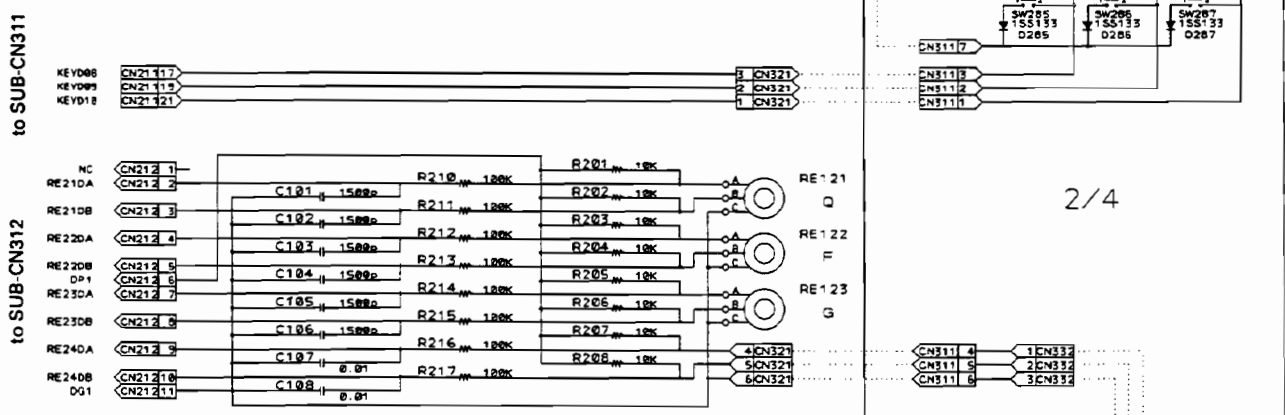 to SUB-CN311
SW285 SW286 SW287
1SS133 1SS133 1SS133
D285 D286 D287
CN311 7
KEYD08 CN211 17 3 CN321 CN311 3
KEYD09 CN211 19 2 CN321 CN311 2
KEYD10 CN211 21 1 CN321 CN311 1
to SUB-CN312
NC CN212 1
R201 10K
RE21DA CN212 2 R210 100K A RE121
C101 1500p R202 10K B Q
RE21DB CN212 3 R211 100K C
C102 1500p R203 10K
RE22DA CN212 4 R212 100K A RE122
C103 1500p R204 10K B F
RE22DB CN212 5 R213 100K C
DP1 CN212 6 C104 1500p R205 10K
RE23DA CN212 7 R214 100K A RE123
C105 1500p R206 10K B G
RE23DB CN212 8 R215 100K C
C106 1500p R207 10K
RE24DA CN212 9 R216 100K 4 CN321 CN311 4 1 CN332
C107 0.01 R208 10K 5 CN321 CN311 5 2 CN332
RE24DB CN212 10 R217 100K 6 CN321 CN311 6 3 CN332
DG1 CN212 11 C108 0.01
2/4